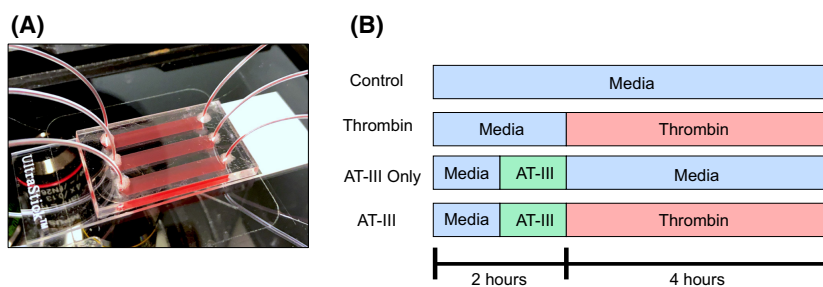 (A)
UltraStick™
(B)
Control
Media
Thrombin
Media
Thrombin
AT-III Only
Media
AT-III
Media
AT-III
Media
AT-III
Thrombin
2 hours
4 hours